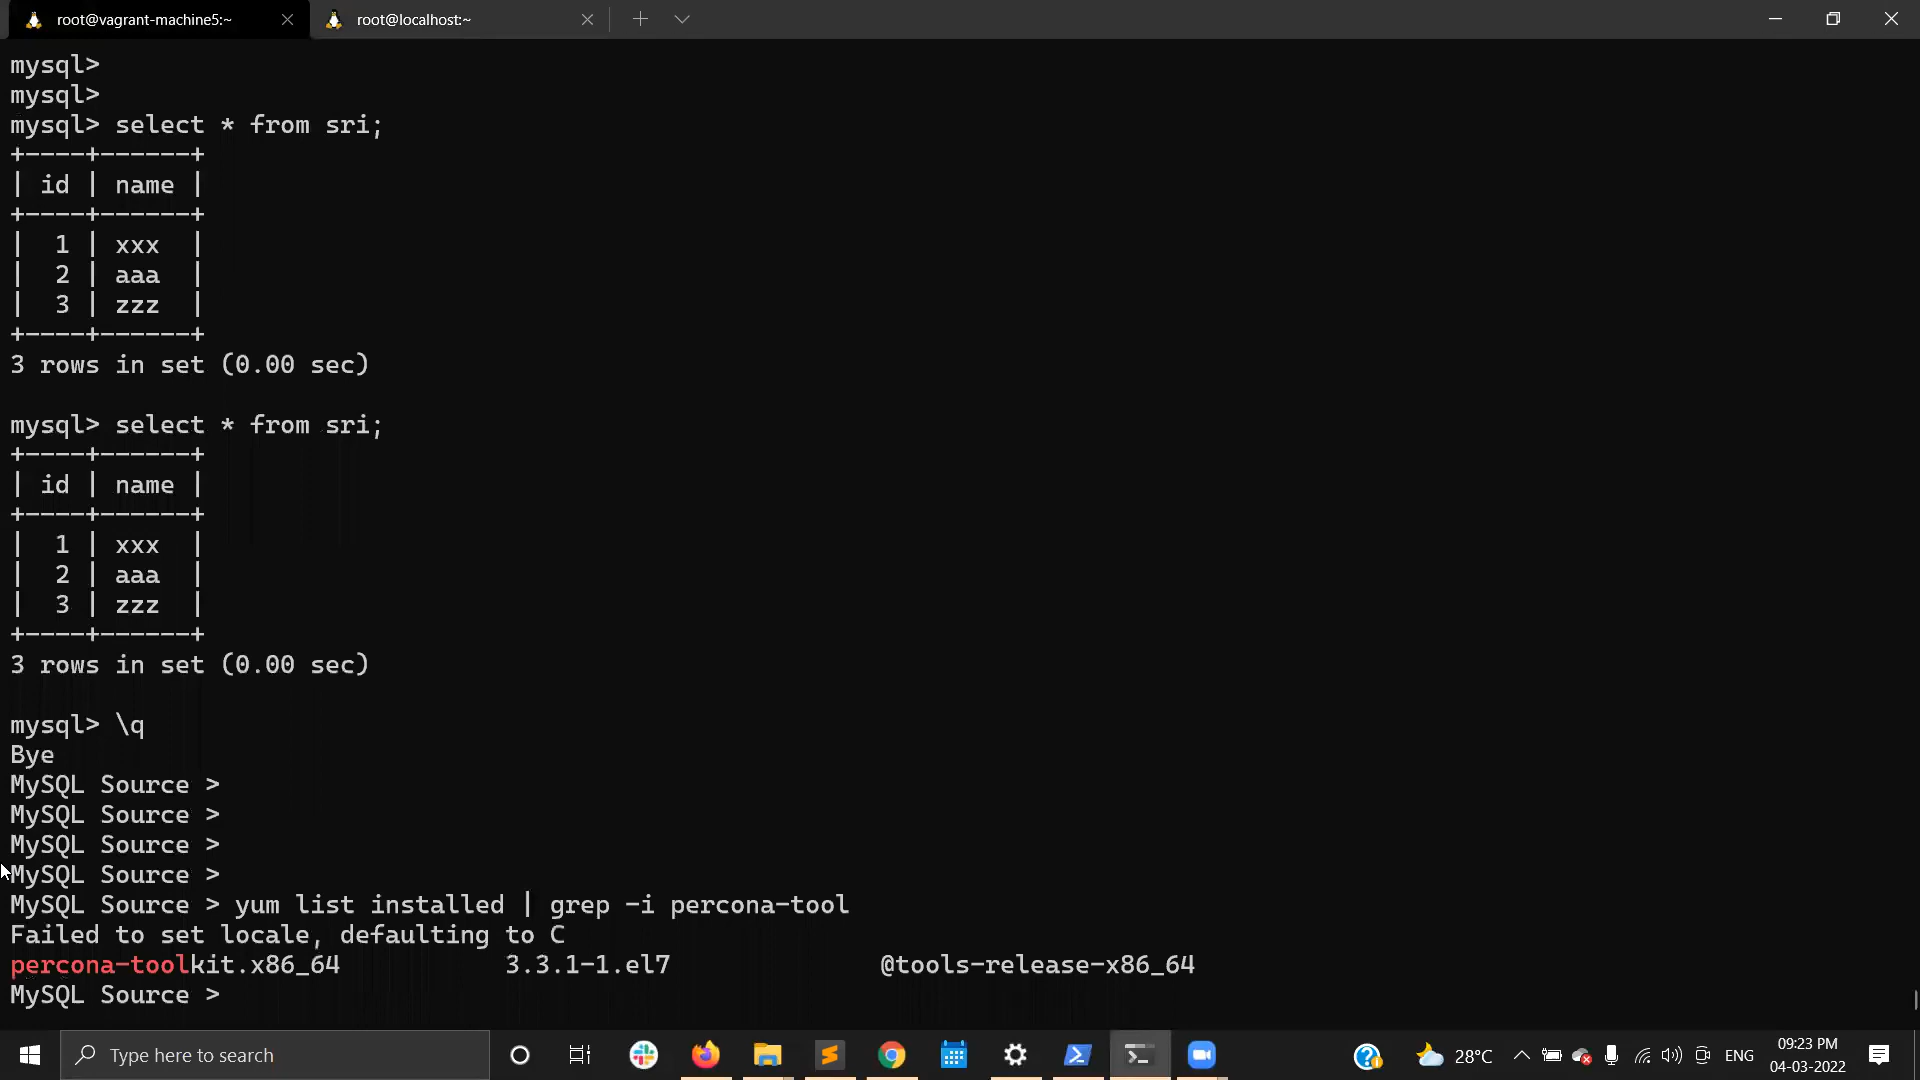 root@vagrant-machine5:~ root@localhost:~
mysql>
mysql>
mysql> select * from sri;
+----+------+
| id | name |
+----+------+
|  1 | xxx  |
|  2 | aaa  |
|  3 | zzz  |
+----+------+
3 rows in set (0.00 sec)
mysql> select * from sri;
+----+------+
| id | name |
+----+------+
|  1 | xxx  |
|  2 | aaa  |
|  3 | zzz  |
+----+------+
3 rows in set (0.00 sec)
mysql> \q
Bye
MySQL Source >
MySQL Source >
MySQL Source >
MySQL Source >
MySQL Source > yum list installed | grep -i percona-tool
Failed to set locale, defaulting to C
percona-toolkit.x86_64           3.3.1-1.el7              @tools-release-x86_64
MySQL Source >
Type here to search 28°C ENG 09:23 PM
04-03-2022